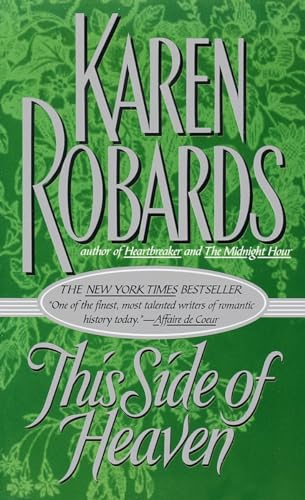 KAREN
ROBARDS
author of Heartbreaker and The Midnight Hour
THE NEW YORK TIMES BESTSELLER
"One of the finest, most talented writers of romantic
history today."—Affaire de Coeur
This Side of
Heaven